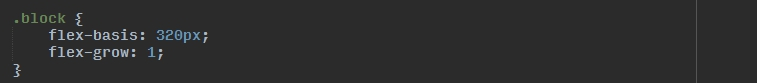 .block {
    flex-basis: 320px;
    flex-grow: 1;
}